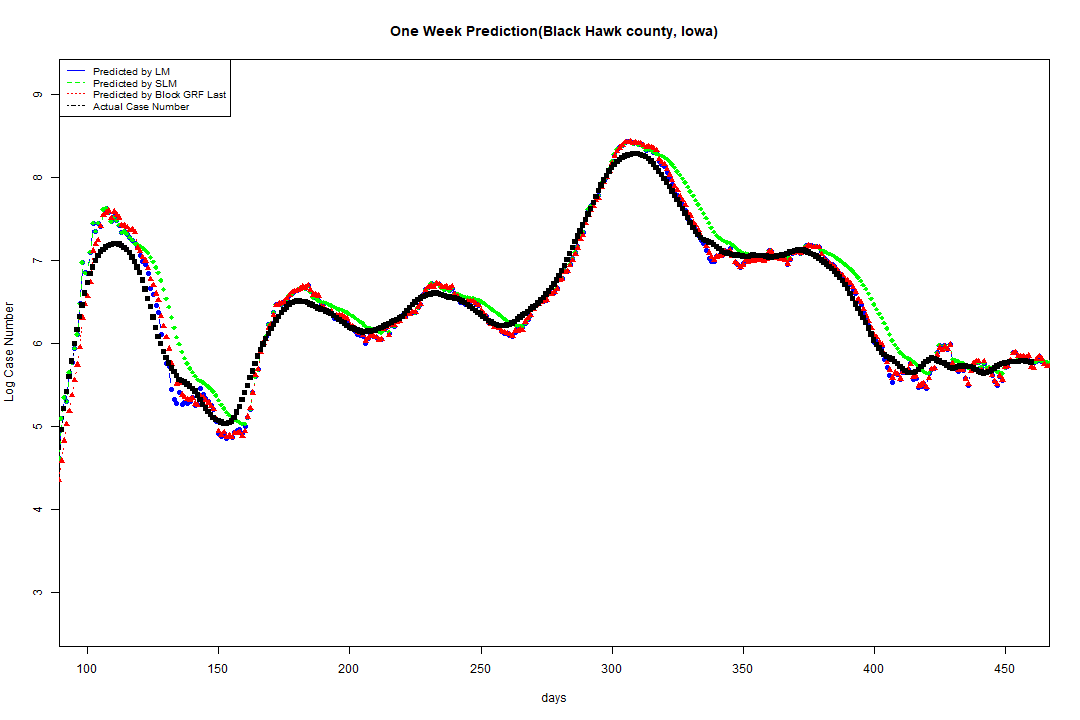 One Week Prediction(Black Hawk county, Iowa)
Predicted by LM
Predicted by SLM
Predicted by Block GRF Last
Actual Case Number
Log Case Number
9
8
7
6
5
4
3
100 150 200 250 300 350 400 450
days